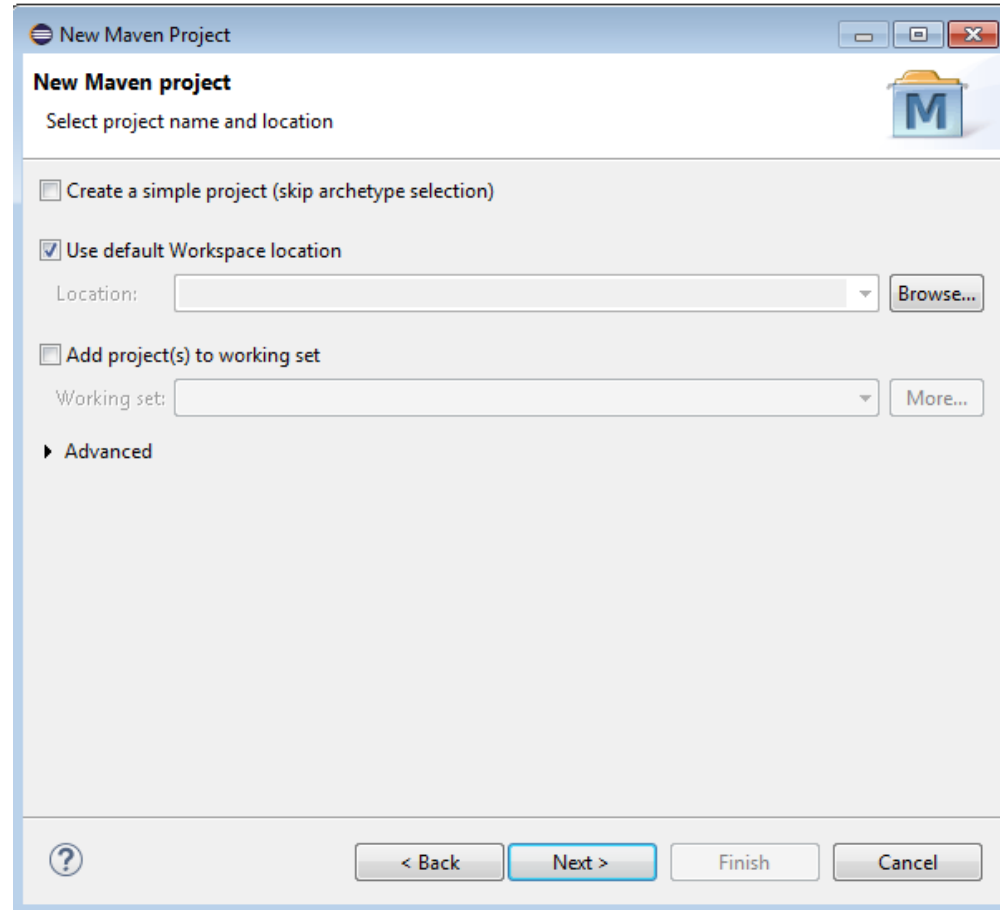 New Maven Project
New Maven project
M
Select project name and location
Create a simple project (skip archetype selection)
Use default Workspace location
Location: Browse...
Add project(s) to working set
Working set: More...
Advanced
? < Back Next > Finish Cancel